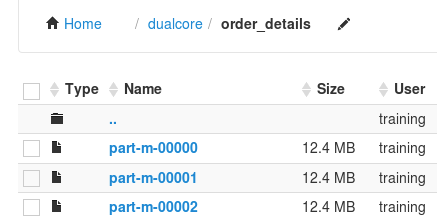 Home / dualcore / order_details
Type Name Size User
.. training
part-m-00000 12.4 MB training
part-m-00001 12.4 MB training
part-m-00002 12.4 MB training